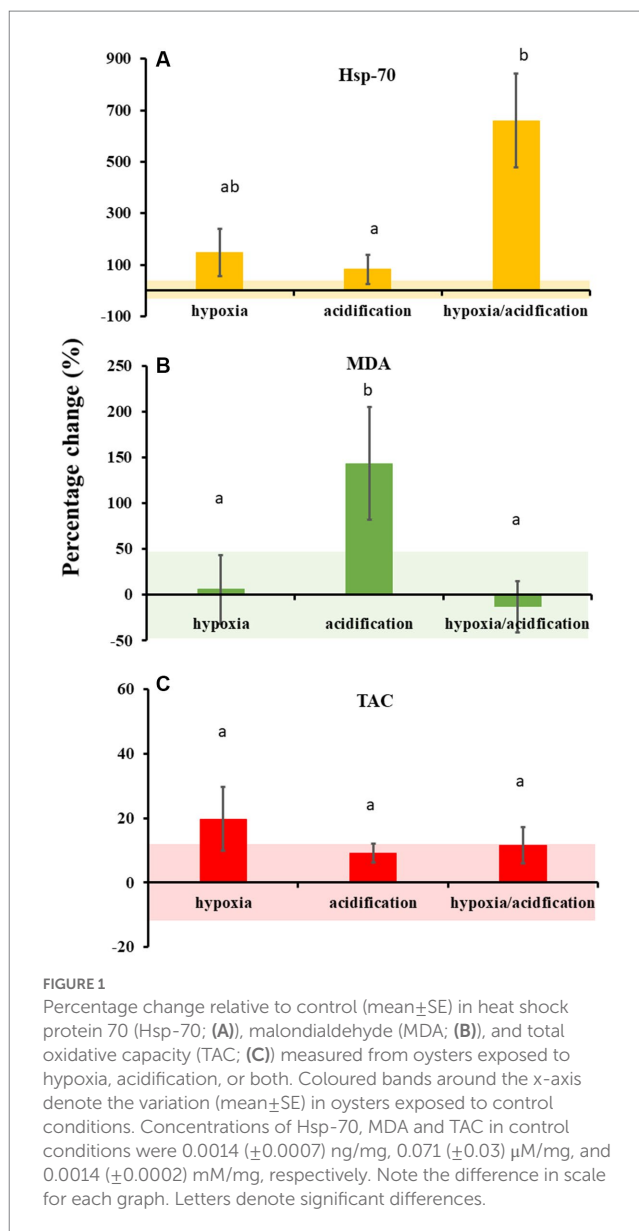 A
Hsp-70
900
700
500
300
100
-100
ab
a
b
hypoxia
acidification
hypoxia/acidfication
Percentage change (%)
B
MDA
250
200
150
100
50
0
-50
a
b
a
hypoxia
acidification
hypoxia/acidfication
C
TAC
60
40
20
0
-20
a
a
a
hypoxia
acidification
hypoxia/acidfication
FIGURE 1
Percentage change relative to control (mean±SE) in heat shock
protein 70 (Hsp-70; (A)), malondialdehyde (MDA; (B)), and total
oxidative capacity (TAC; (C)) measured from oysters exposed to
hypoxia, acidification, or both. Coloured bands around the x-axis
denote the variation (mean±SE) in oysters exposed to control
conditions. Concentrations of Hsp-70, MDA and TAC in control
conditions were 0.0014 (±0.0007) ng/mg, 0.071 (±0.03) μM/mg, and
0.0014 (±0.0002) mM/mg, respectively. Note the difference in scale
for each graph. Letters denote significant differences.